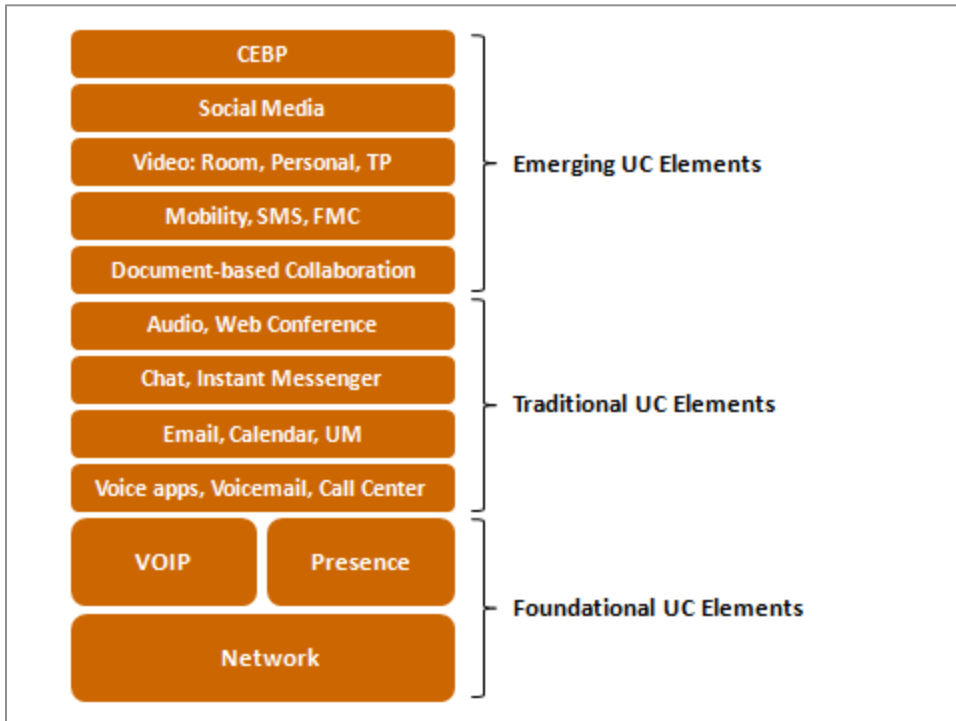 CEBP
Social Media
Video: Room, Personal, TP
Mobility, SMS, FMC
Document-based Collaboration
Emerging UC Elements
Audio, Web Conference
Chat, Instant Messenger
Email, Calendar, UM
Voice apps, Voicemail, Call Center
Traditional UC Elements
VOIP
Presence
Network
Foundational UC Elements